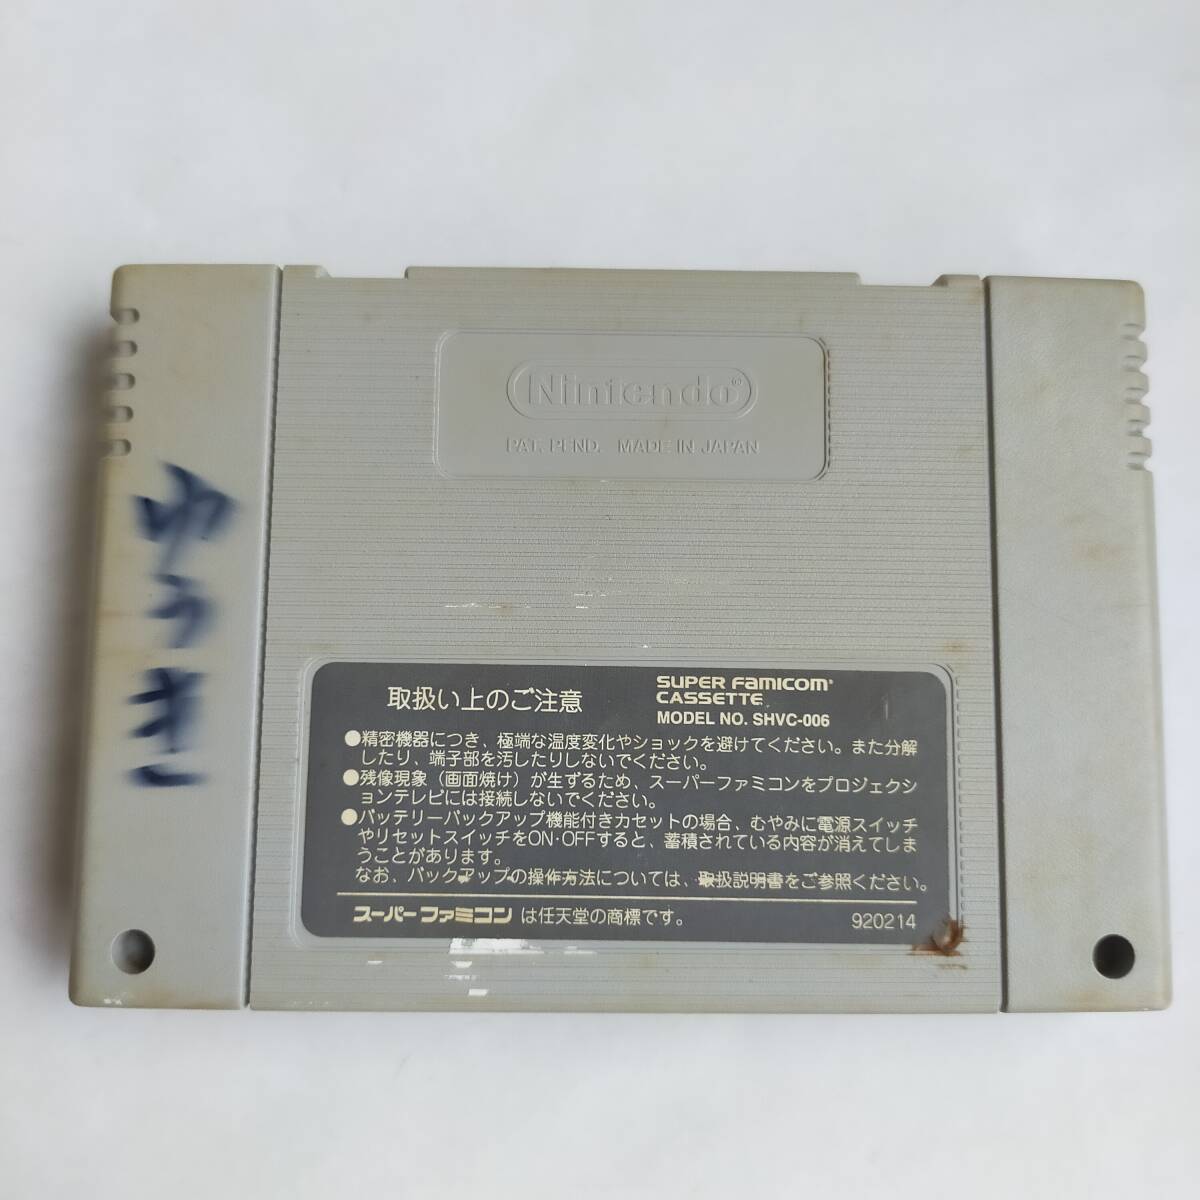 Nintendo®
PAT. PEND. MADE IN JAPAN
ゆうき
取扱い上のご注意
SUPER FAMICOM®
CASSETTE
MODEL NO. SHVC-006
●精密機器につき、極端な温度変化やショックを避けてください。また分解
したり、端子部を汚したりしないでください。
●残像現象（画面焼け）が生ずるため、スーパーファミコンをプロジェクシ
ョンテレビには接続しないでください。
●バッテリーバックアップ機能付きカセットの場合、むやみに電源スイッチ
やリセットスイッチをON・OFFすると、蓄積されている内容が消えてしま
うことがあります。
なお、バックアップの操作方法については、取扱説明書をご参照ください。
スーパーファミコン は任天堂の商標です。
920214